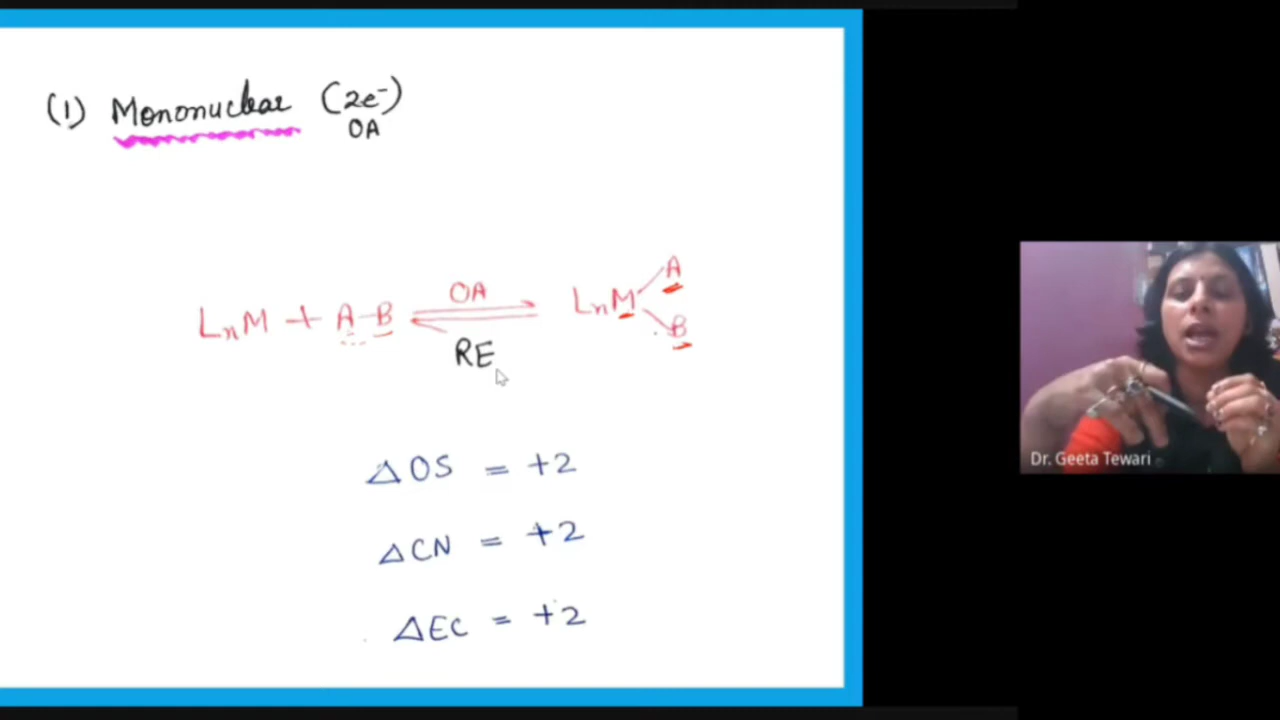 (1) Mononuclear (2e⁻)
OA
LₙM + A-B OA LₙM A B
RE
ΔOS = +2
ΔCN = +2
ΔEC = +2
Dr. Geeta Tewari